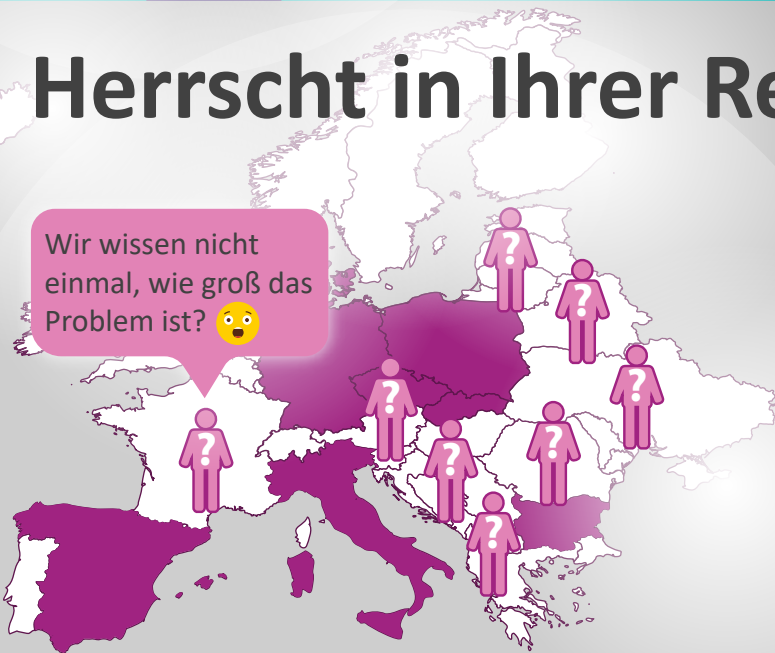 Herrscht in Ihrer Re
Wir wissen nicht
einmal, wie groß das
Problem ist? 😯
?
?
?
?
?
?
?
?